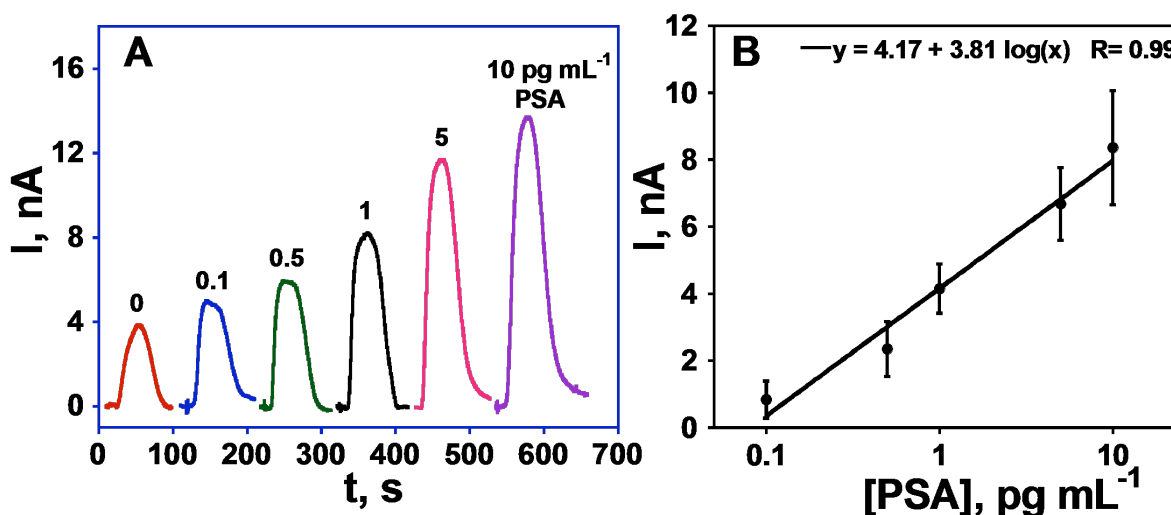 A
I, nA
16
12
8
4
0
0
0.1
0.5
1
5
10 pg mL⁻¹
PSA
0 100 200 300 400 500 600 700
t, s
B
y = 4.17 + 3.81 log(x) R= 0.99
I, nA
12
10
8
6
4
2
0
0.1 1 10
[PSA], pg mL⁻¹